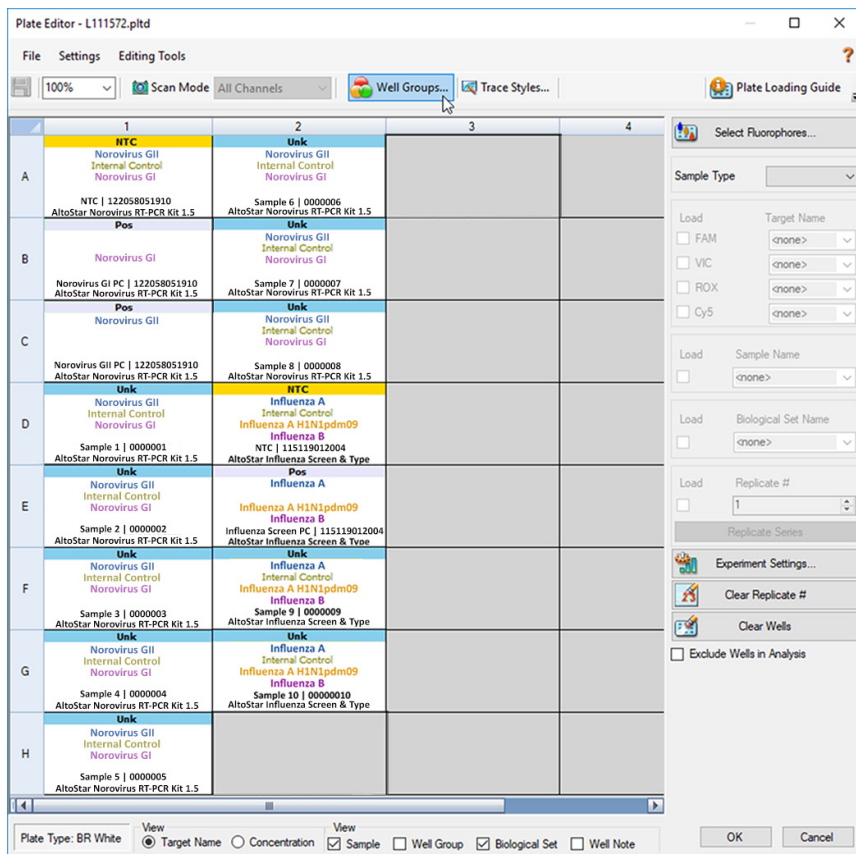 Plate Editor - L111572.pltd
File Settings Editing Tools
?
100% Scan Mode All Channels Well Groups... Trace Styles... Plate Loading Guide
1 2 3 4
A
NTC
Norovirus GII
Internal Control
Norovirus GI
NTC | 122058051910
AltoStar Norovirus RT-PCR Kit 1.5
Unk
Norovirus GII
Internal Control
Norovirus GI
Sample 6 | 0000006
AltoStar Norovirus RT-PCR Kit 1.5
B
Pos
Norovirus GI
Norovirus GI PC | 122058051910
AltoStar Norovirus RT-PCR Kit 1.5
Unk
Norovirus GII
Internal Control
Norovirus GI
Sample 7 | 0000007
AltoStar Norovirus RT-PCR Kit 1.5
C
Pos
Norovirus GII
Norovirus GII PC | 122058051910
AltoStar Norovirus RT-PCR Kit 1.5
Unk
Norovirus GII
Internal Control
Norovirus GI
Sample 8 | 0000008
AltoStar Norovirus RT-PCR Kit 1.5
D
Unk
Norovirus GII
Internal Control
Norovirus GI
Sample 1 | 0000001
AltoStar Norovirus RT-PCR Kit 1.5
NTC
Influenza A
Internal Control
Influenza A H1N1pdm09
Influenza B
NTC | 115119012004
AltoStar Influenza Screen & Type
E
Unk
Norovirus GII
Internal Control
Norovirus GI
Sample 2 | 0000002
AltoStar Norovirus RT-PCR Kit 1.5
Pos
Influenza A
Influenza A H1N1pdm09
Influenza B
Influenza Screen PC | 115119012004
AltoStar Influenza Screen & Type
F
Unk
Norovirus GII
Internal Control
Norovirus GI
Sample 3 | 0000003
AltoStar Norovirus RT-PCR Kit 1.5
Unk
Influenza A
Internal Control
Influenza A H1N1pdm09
Influenza B
Sample 9 | 0000009
AltoStar Influenza Screen & Type
G
Unk
Norovirus GII
Internal Control
Norovirus GI
Sample 4 | 0000004
AltoStar Norovirus RT-PCR Kit 1.5
Unk
Influenza A
Internal Control
Influenza A H1N1pdm09
Influenza B
Sample 10 | 00000010
AltoStar Influenza Screen & Type
H
Unk
Norovirus GII
Internal Control
Norovirus GI
Sample 5 | 0000005
AltoStar Norovirus RT-PCR Kit 1.5
Select Fluorophores...
Sample Type
Load Target Name
FAM <none>
VIC <none>
ROX <none>
Cy5 <none>
Load Sample Name
<none>
Load Biological Set Name
<none>
Load Replicate #
1
Replicate Series
Experiment Settings...
Clear Replicate #
Clear Wells
Exclude Wells in Analysis
Plate Type: BR White
View
Target Name Concentration
View
Sample Well Group Biological Set Well Note
OK Cancel